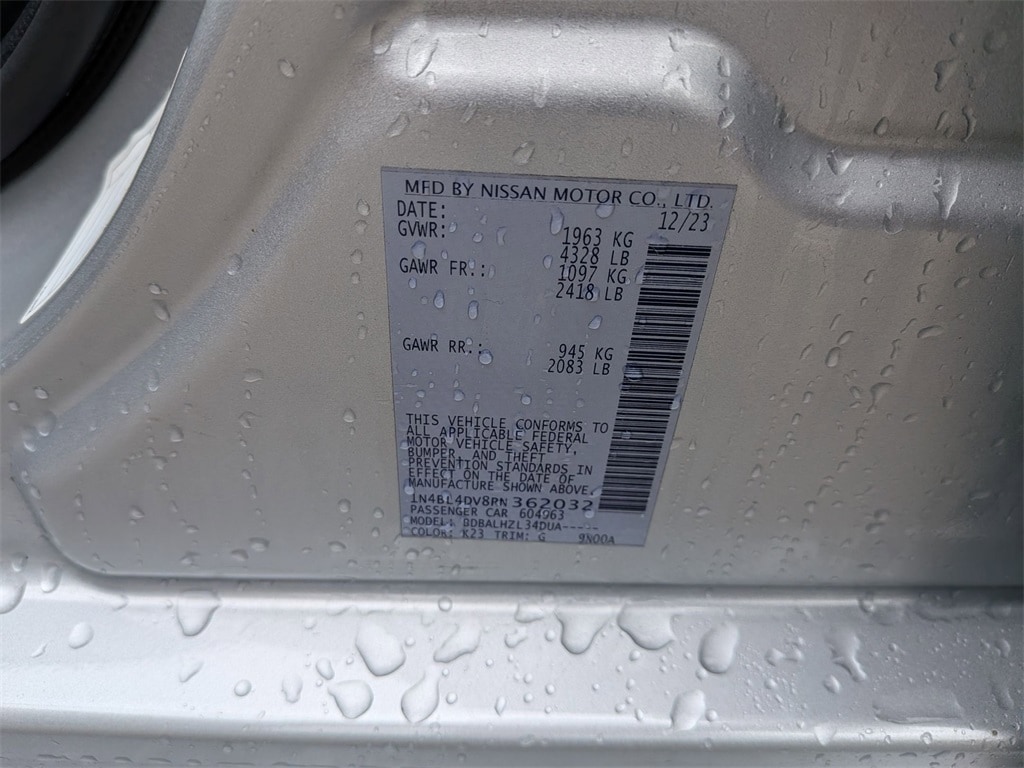 MFD BY NISSAN MOTOR CO., LTD.
DATE: 12/23
GVWR: 1963 KG
4328 LB
GAWR FR.: 1097 KG
2418 LB
GAWR RR.: 945 KG
2083 LB
THIS VEHICLE CONFORMS TO
ALL APPLICABLE FEDERAL
MOTOR VEHICLE SAFETY,
BUMPER, AND THEFT
PREVENTION STANDARDS IN
EFFECT ON THE DATE OF
MANUFACTURE SHOWN ABOVE.
1N4BL4DV8RN362032
PASSENGER CAR 604063
MODEL: BDBALHZL34DUA-----
COLOR: K23 TRIM: G 9N00A